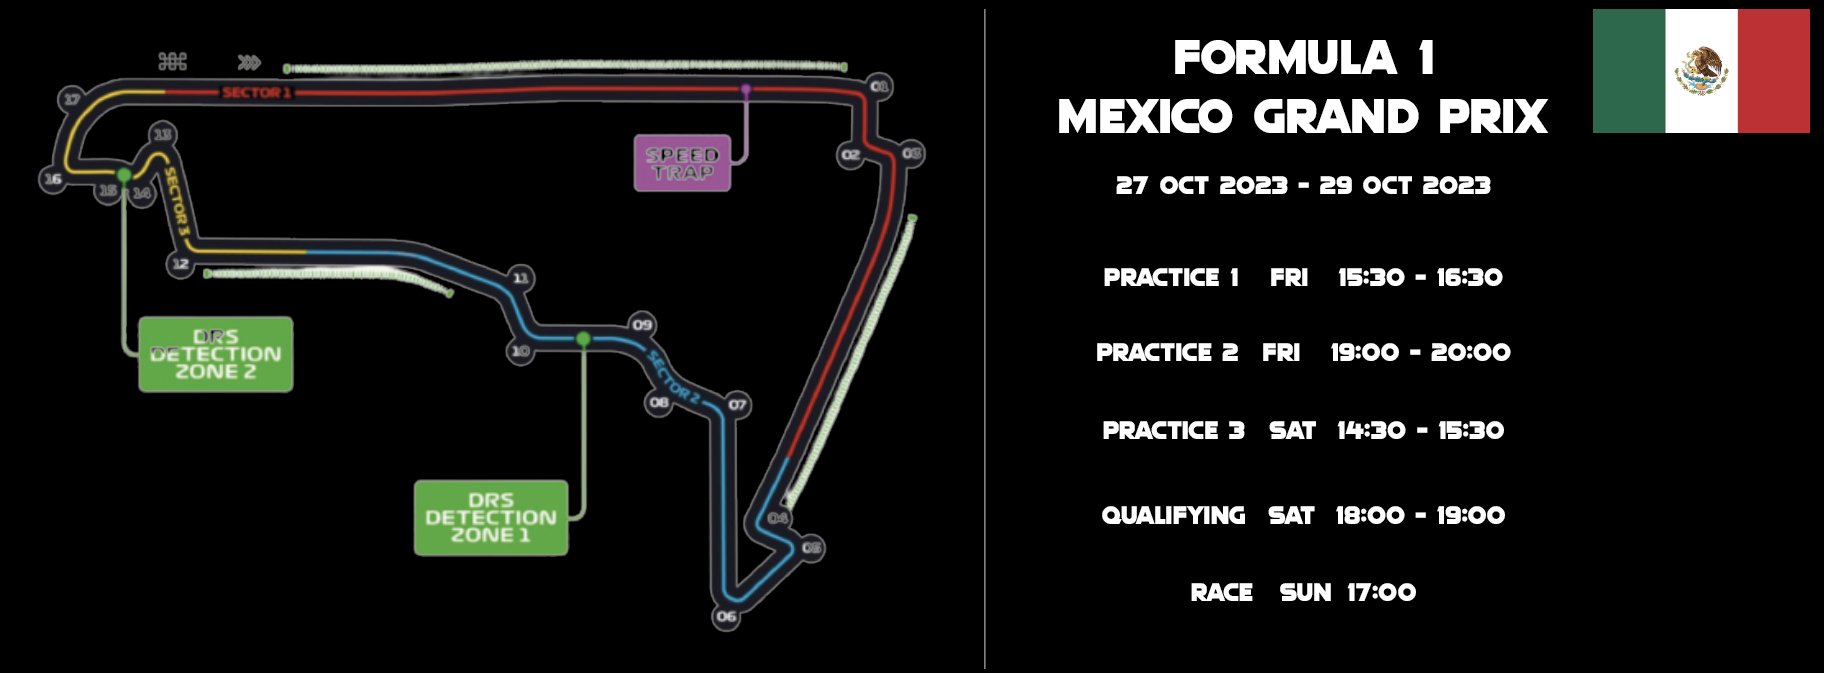 SECTOR 1
17
01
13
SPEED
TRAP
02
03
16
15
14
SECTOR 3
12
11
DRS
DETECTION
ZONE 2
09
10
SECTOR 2
08
07
DRS
DETECTION
ZONE 1
04
05
06
FORMULA 1
MEXICO GRAND PRIX
27 OCT 2023 - 29 OCT 2023
PRACTICE 1 FRI 15:30 - 16:30
PRACTICE 2 FRI 19:00 - 20:00
PRACTICE 3 SAT 14:30 - 15:30
QUALIFYING SAT 18:00 - 19:00
RACE SUN 17:00